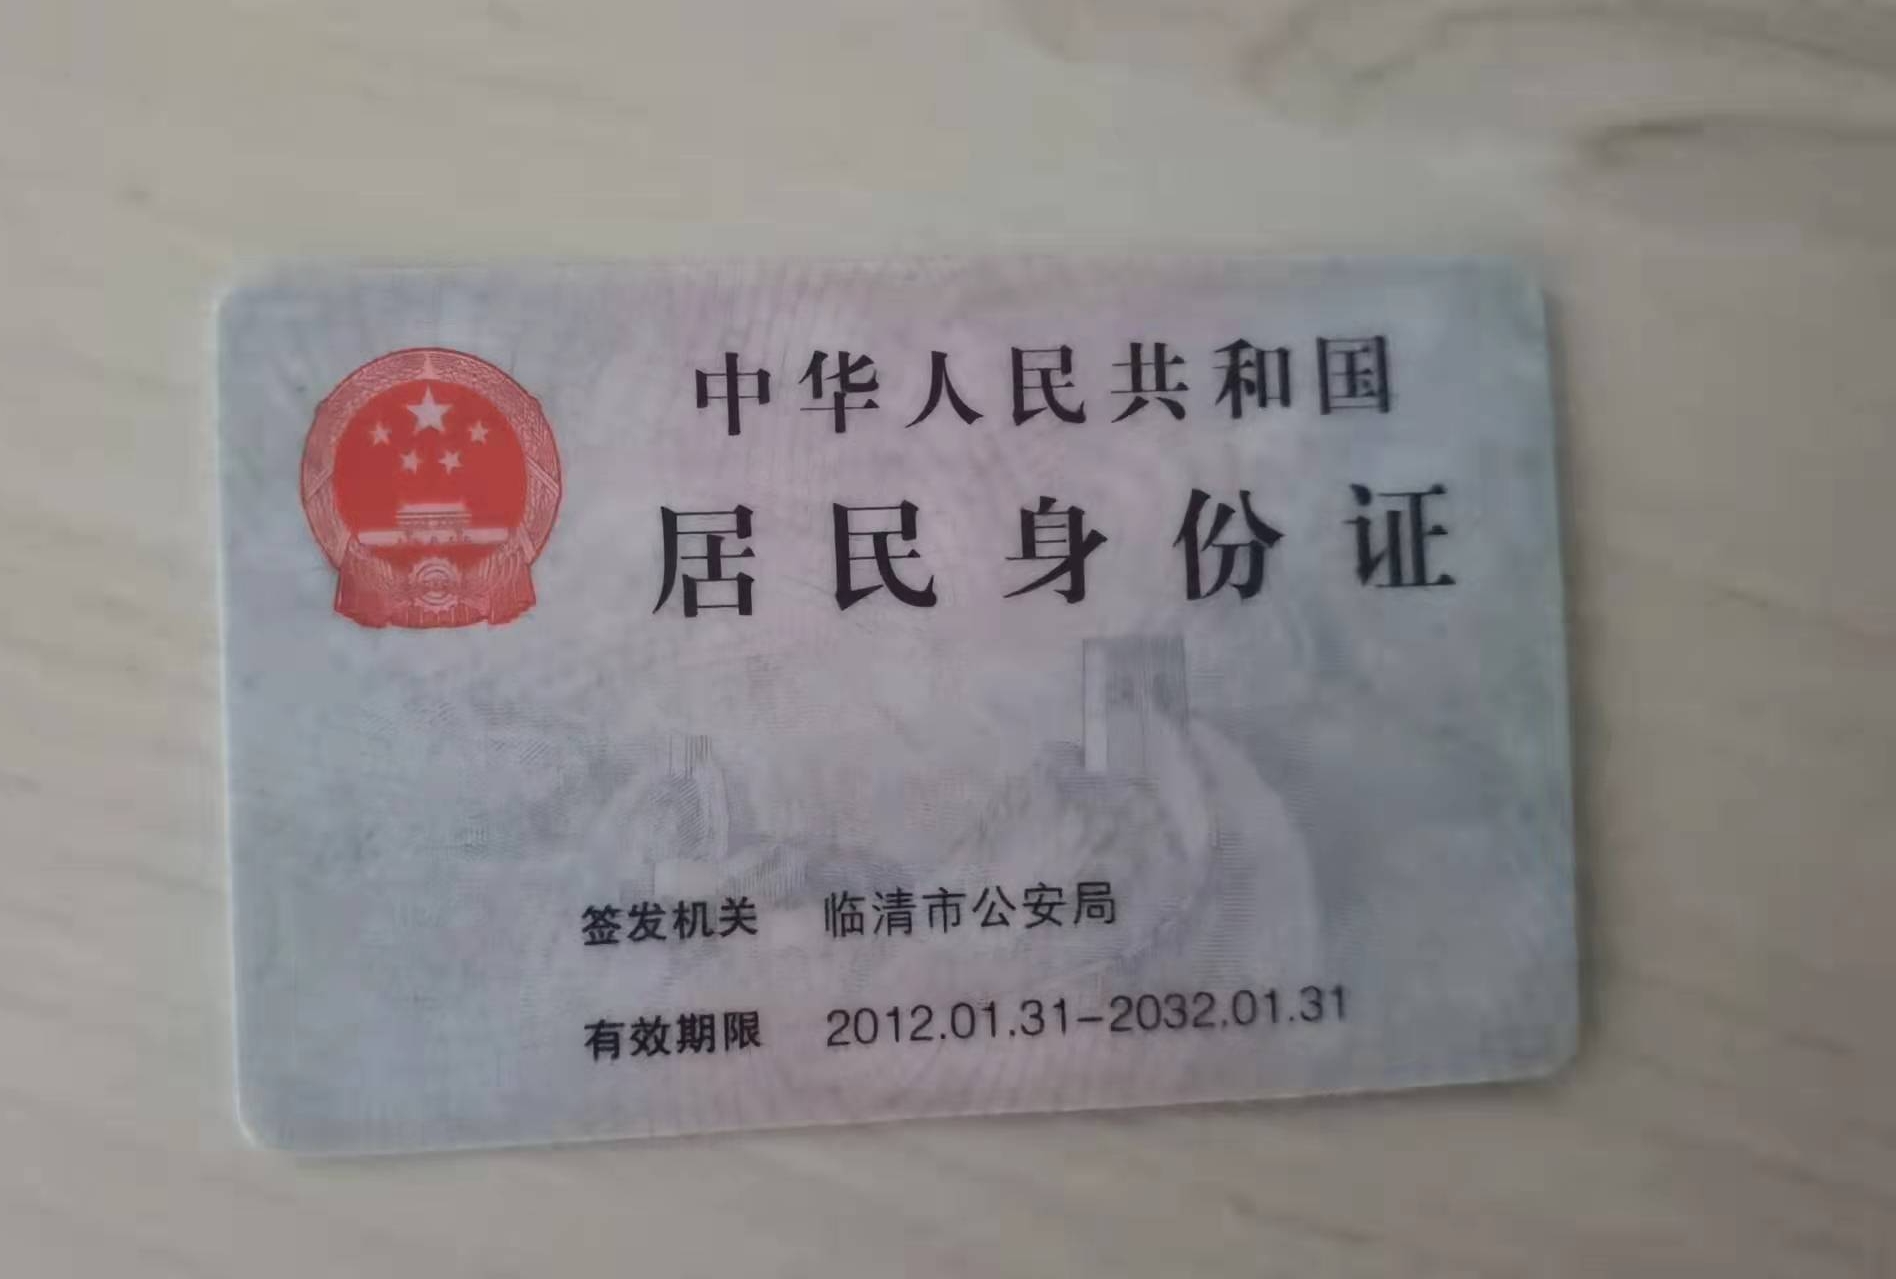 中华人民共和国
居民身份证
签发机关 临清市公安局
有效期限 2012.01.31-2032.01.31